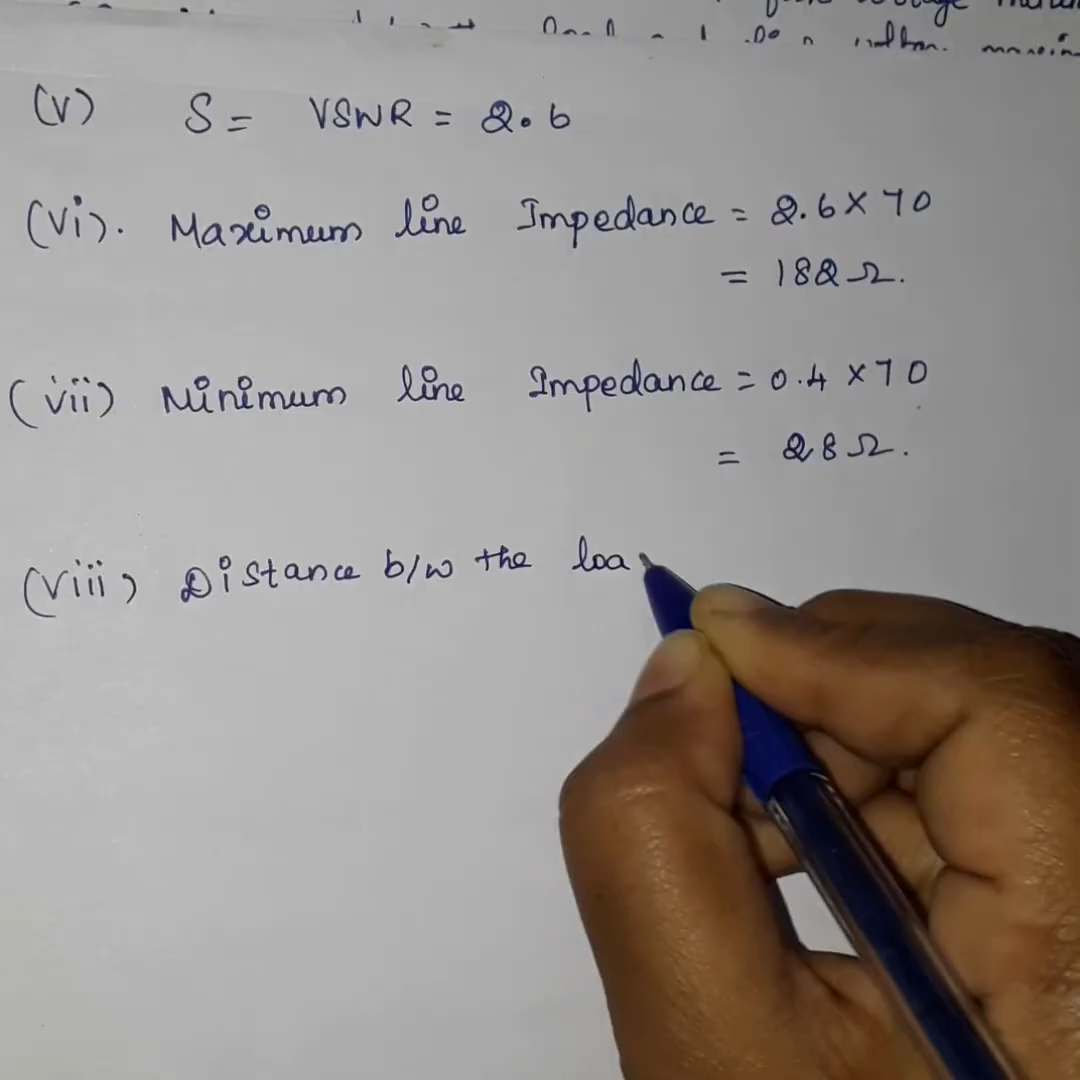 (V) S = VSWR = 2.6
(vi). Maximum line Impedance = 2.6 × 70
= 182 Ω.
(vii) Minimum line Impedance = 0.4 × 70
= 28 Ω.
(viii) Distance b/w the loa